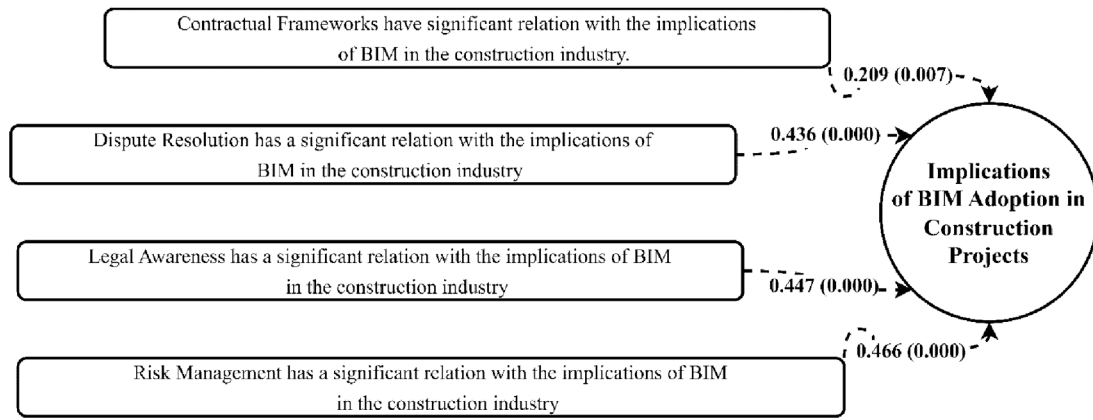 Contractual Frameworks have significant relation with the implications
of BIM in the construction industry.
0.209 (0.007)
Dispute Resolution has a significant relation with the implications of
BIM in the construction industry
0.436 (0.000)
Implications
of BIM Adoption in
Construction
Projects
Legal Awareness has a significant relation with the implications of BIM
in the construction industry
0.447 (0.000)
Risk Management has a significant relation with the implications of BIM
in the construction industry
0.466 (0.000)